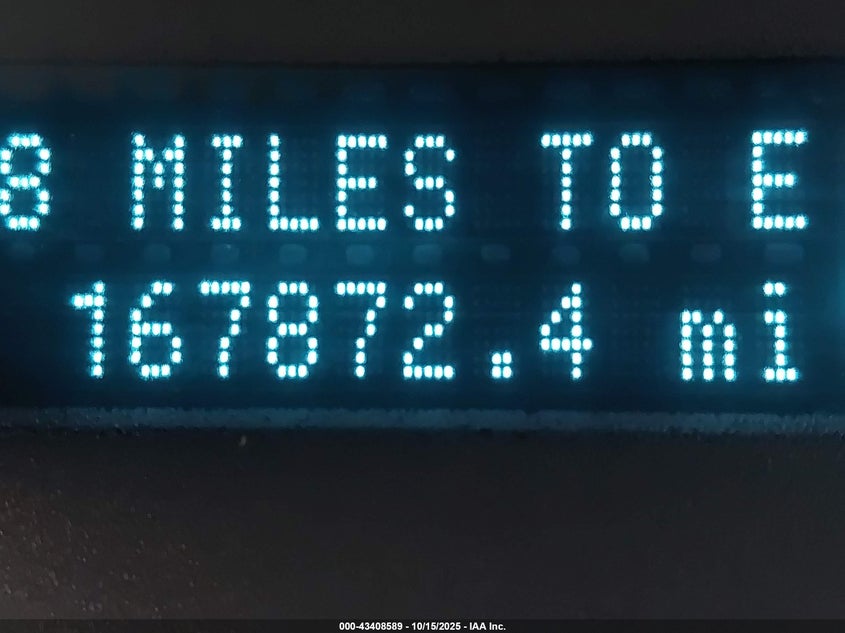 8 MILES TO E
167872.4 mi
000-43408589 - 10/15/2025 - IAA Inc.